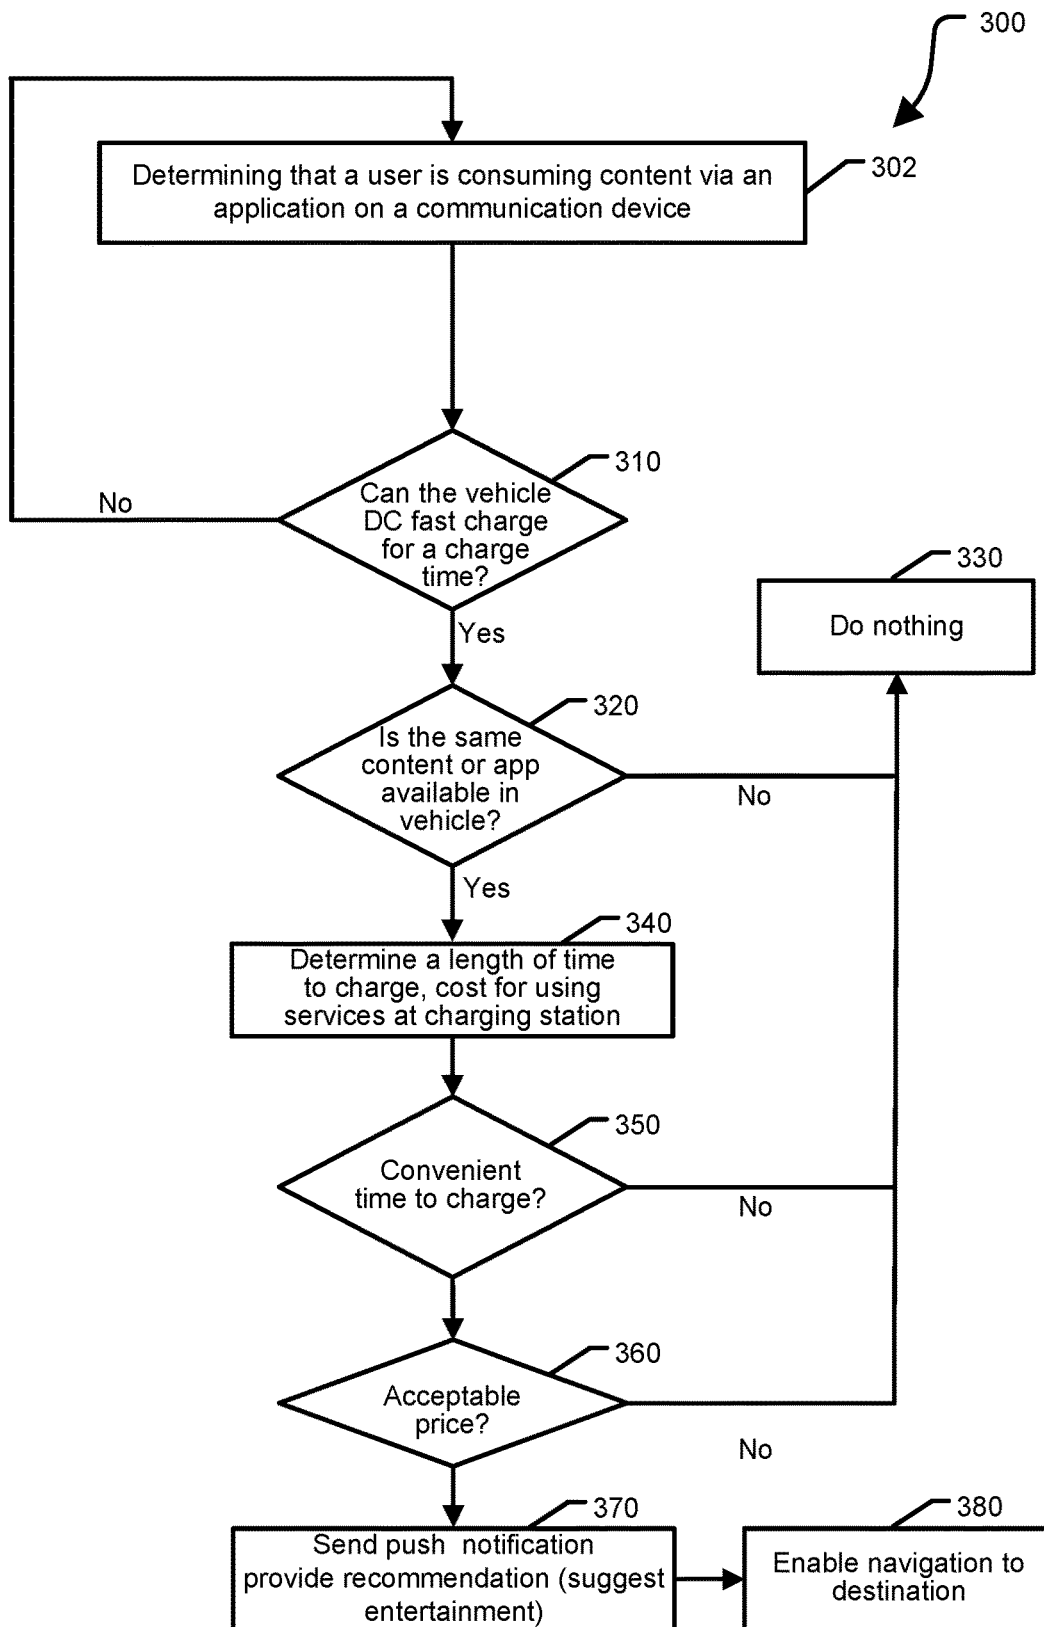 300
Determining that a user is consuming content via an
application on a communication device
302
310
Can the vehicle
DC fast charge
for a charge
time?
No
Yes
330
Do nothing
320
Is the same
content or app
available in
vehicle?
No
Yes
340
Determine a length of time
to charge, cost for using
services at charging station
350
Convenient
time to charge?
No
360
Acceptable
price?
No
370
Send push notification
provide recommendation (suggest
entertainment)
380
Enable navigation to
destination